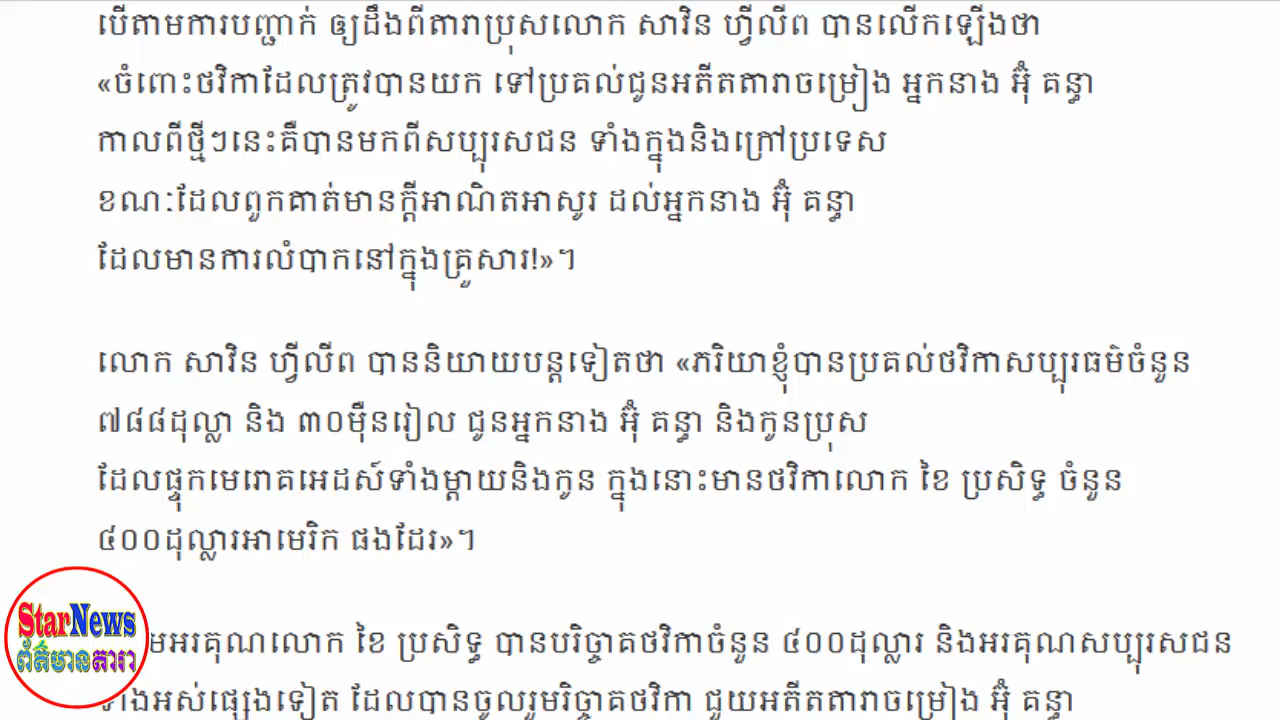 បើតាមការបញ្ជាក់ ឲ្យដឹងពីតារាប្រុសលោក សាវិន ហ្វីលីព បានលើកឡើងថា
«ចំពោះថវិកាដែលត្រូវបានយក ទៅប្រគល់ជូនអតីតតារាចម្រៀង អ្នកនាង អ៊ុំ គន្ធា
កាលពីថ្មីៗនេះគឺបានមកពីសប្បុរសជន ទាំងក្នុងនិងក្រៅប្រទេស
ខណៈដែលពួកគាត់មានក្តីអាណិតអាសូរ ដល់អ្នកនាង អ៊ុំ គន្ធា
ដែលមានការលំបាកនៅក្នុងគ្រួសារ!»។
លោក សាវិន ហ្វីលីព បាននិយាយបន្តទៀតថា «ភរិយាខ្ញុំបានប្រគល់ថវិកាសប្បុរធម៌ចំនួន
៧៨៨ដុល្លា និង ៣០ម៉ឺនរៀល ជូនអ្នកនាង អ៊ុំ គន្ធា និងកូនប្រុស
ដែលផ្ទុកមេរោគអេដស៍ទាំងម្តាយនិងកូន ក្នុងនោះមានថវិកាលោក ខៃ ប្រសិទ្ធ ចំនួន
៤០០ដុល្លារអាមេរិក ផងដែរ»។
មអរគុណលោក ខៃ ប្រសិទ្ធ បានបរិច្ចាគថវិកាចំនួន ៤០០ដុល្លារ និងអរគុណសប្បុរសជន
ទាំងអស់ផ្សេងទៀត ដែលបានចូលរួមរិច្ចាគថវិកា ជួយអតីតតារាចម្រៀង អ៊ុំ គន្ធា
StarNews
ព័ត៌មានតារា